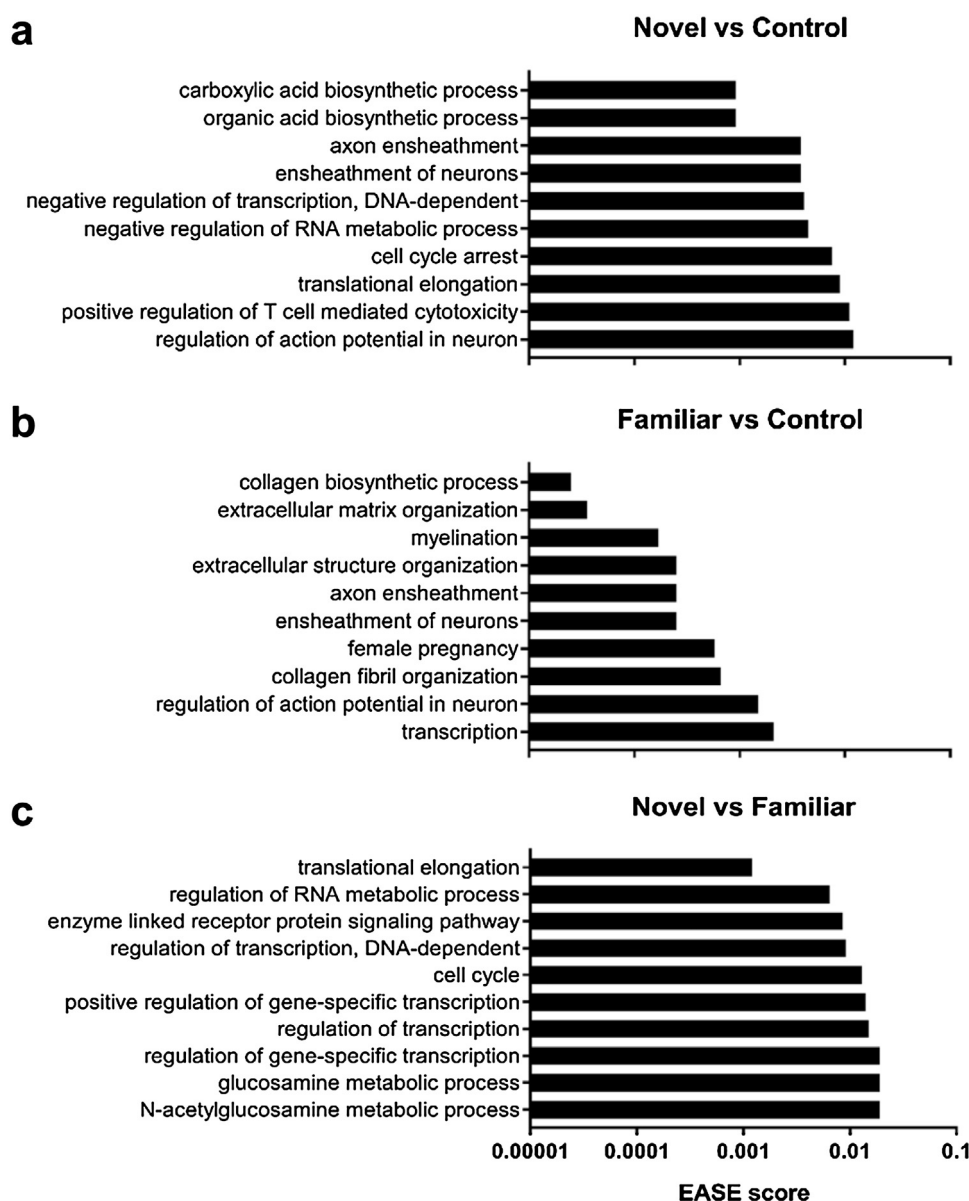 a
Novel vs Control
carboxylic acid biosynthetic process
organic acid biosynthetic process
axon ensheathment
ensheathment of neurons
negative regulation of transcription, DNA-dependent
negative regulation of RNA metabolic process
cell cycle arrest
translational elongation
positive regulation of T cell mediated cytotoxicity
regulation of action potential in neuron
b
Familiar vs Control
collagen biosynthetic process
extracellular matrix organization
myelination
extracellular structure organization
axon ensheathment
ensheathment of neurons
female pregnancy
collagen fibril organization
regulation of action potential in neuron
transcription
c
Novel vs Familiar
translational elongation
regulation of RNA metabolic process
enzyme linked receptor protein signaling pathway
regulation of transcription, DNA-dependent
cell cycle
positive regulation of gene-specific transcription
regulation of transcription
regulation of gene-specific transcription
glucosamine metabolic process
N-acetylglucosamine metabolic process
0.00001 0.0001 0.001 0.01 0.1
EASE score